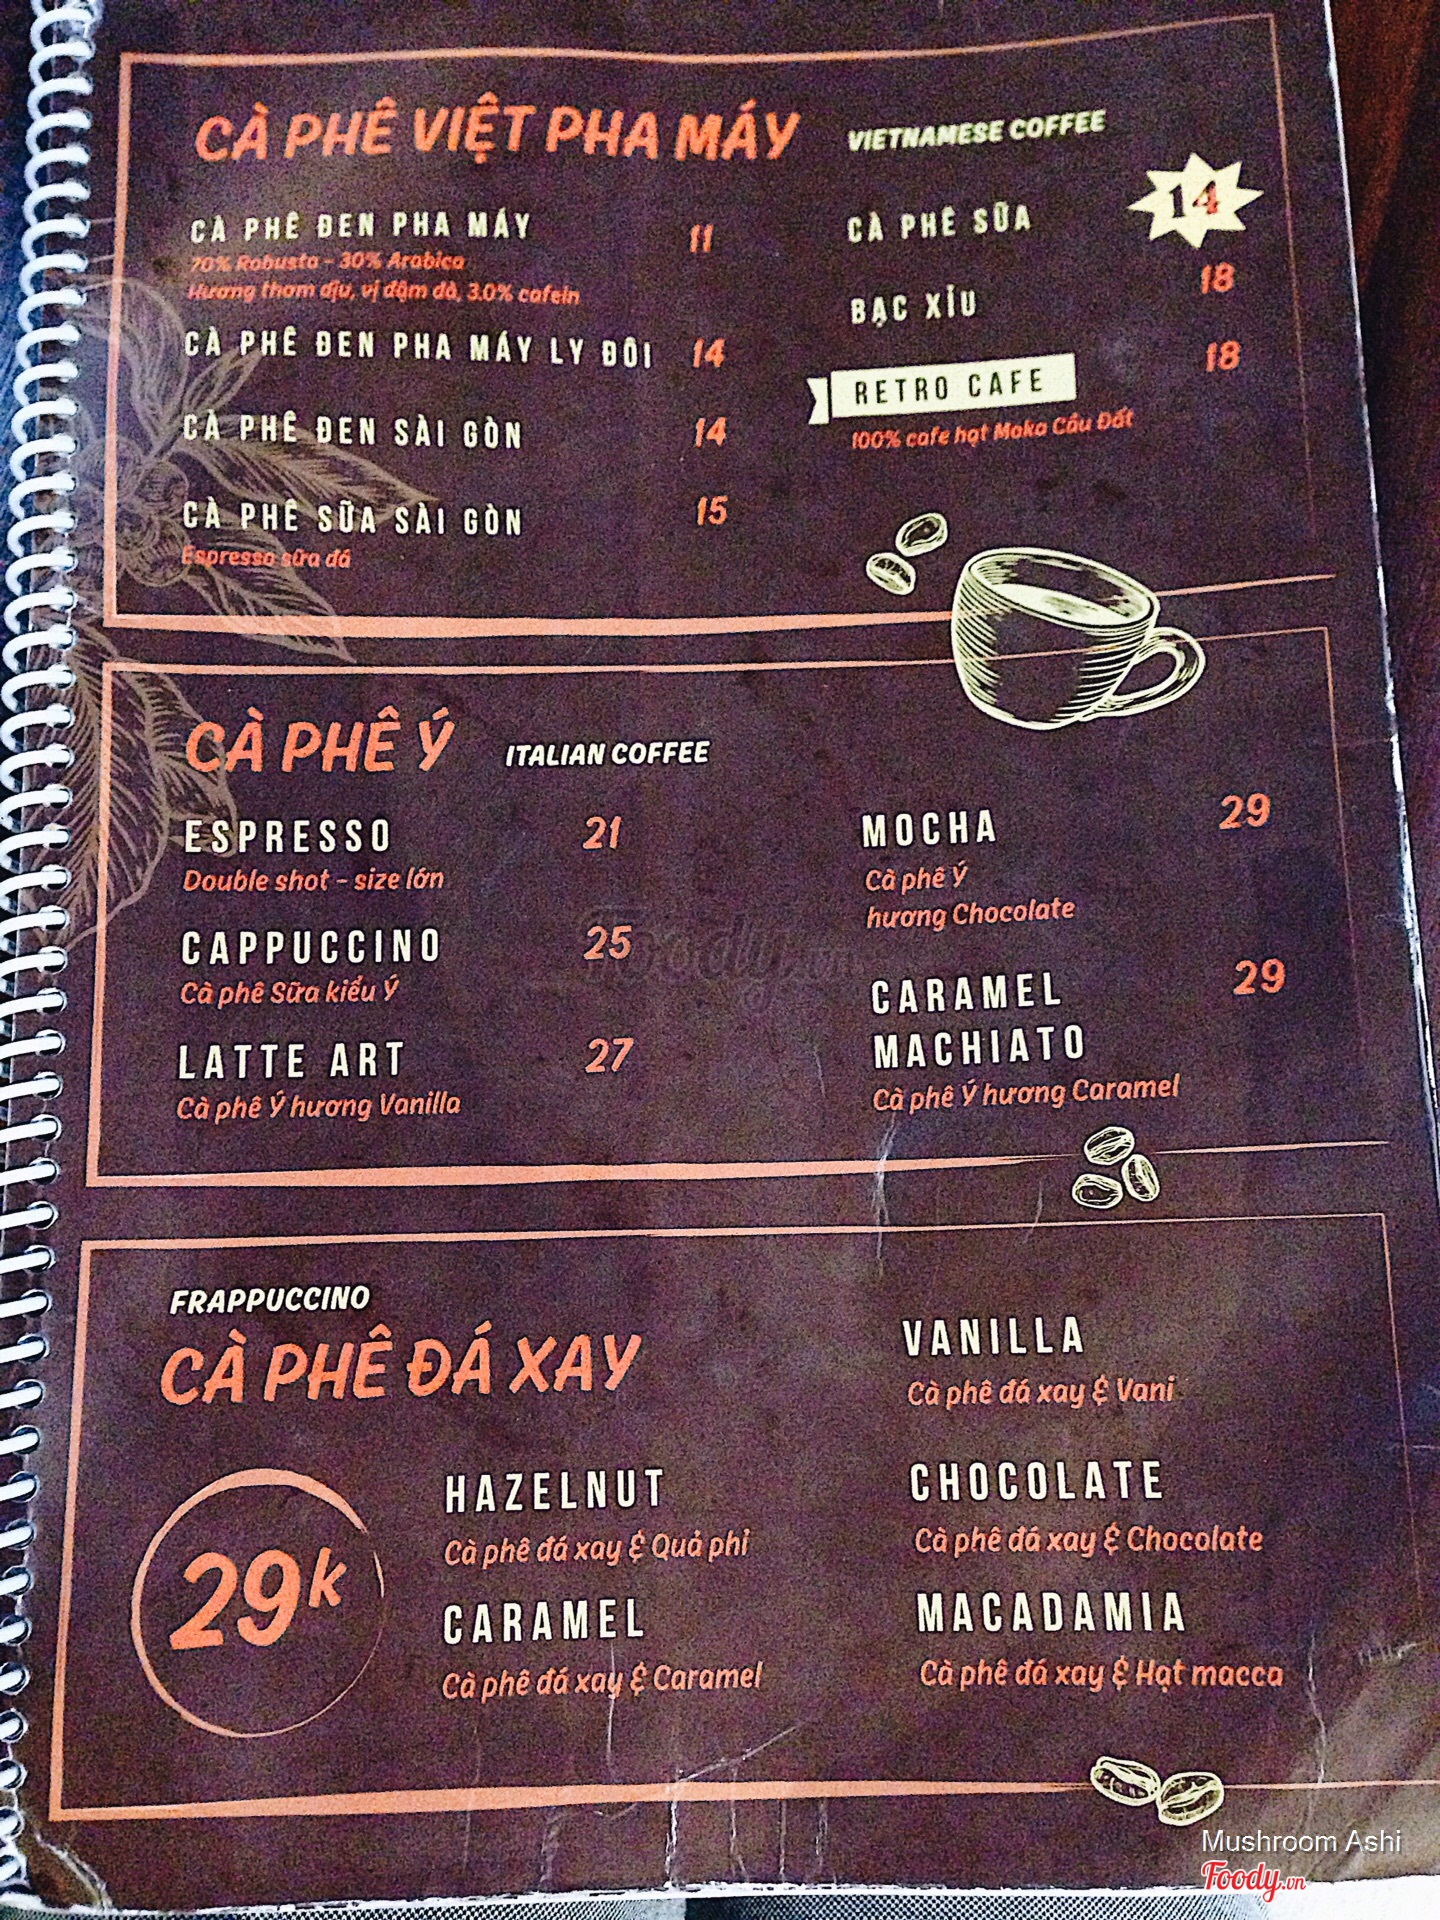 CÀ PHÊ VIỆT PHA MÁY
VIETNAMESE COFFEE
CÀ PHÊ ĐEN PHA MÁY 11
70% Robusta - 30% Arabica
Hương thơm dịu, vị đậm đà, 3.0% cafein
CÀ PHÊ ĐEN PHA MÁY LY ĐÔI 14
CÀ PHÊ ĐEN SÀI GÒN 14
CÀ PHÊ SỮA SÀI GÒN 15
Espresso sữa đá
CÀ PHÊ SỮA 14
BẠC XỈU 18
RETRO CAFE 18
100% cafe hạt Moka Cầu Đất
CÀ PHÊ Ý
ITALIAN COFFEE
ESPRESSO 21
Double shot - size lớn
CAPPUCCINO 25
Cà phê Sữa kiểu Ý
LATTE ART 27
Cà phê Ý hương Vanilla
MOCHA 29
Cà phê Ý
hương Chocolate
CARAMEL 29
MACHIATO
Cà phê Ý hương Caramel
Foody.vn
FRAPPUCCINO
CÀ PHÊ ĐÁ XAY
29k
HAZELNUT
Cà phê đá xay & Quả phỉ
CARAMEL
Cà phê đá xay & Caramel
VANILLA
Cà phê đá xay & Vani
CHOCOLATE
Cà phê đá xay & Chocolate
MACADAMIA
Cà phê đá xay & Hạt macca
Mushroom Ashi
Foody.vn